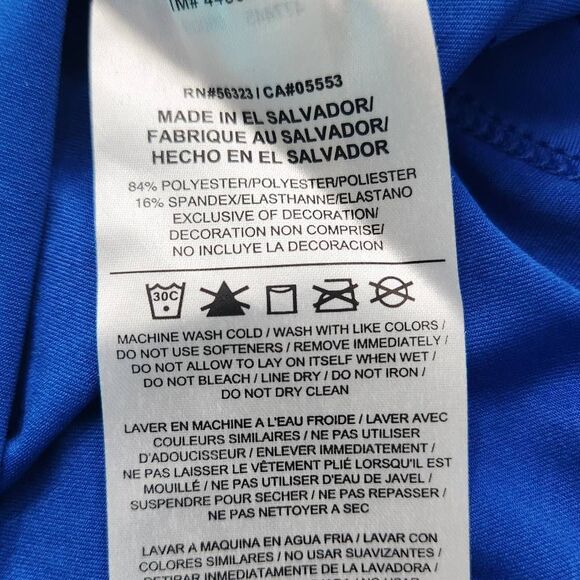 RN#56323 | CA#05553
MADE IN EL SALVADOR/
FABRIQUE AU SALVADOR/
HECHO EN EL SALVADOR
84% POLYESTER/POLYESTER/POLIESTER
16% SPANDEX/ELASTHANNE/ELASTANO
EXCLUSIVE OF DECORATION/
DECORATION NON COMPRISE/
NO INCLUYE LA DECORACION
30C
MACHINE WASH COLD / WASH WITH LIKE COLORS /
DO NOT USE SOFTENERS / REMOVE IMMEDIATELY /
DO NOT ALLOW TO LAY ON ITSELF WHEN WET /
DO NOT BLEACH / LINE DRY / DO NOT IRON /
DO NOT DRY CLEAN
LAVER EN MACHINE A L'EAU FROIDE / LAVER AVEC
COULEURS SIMILAIRES / NE PAS UTILISER
D'ADOUCISSEUR / ENLEVER IMMEDIATEMENT /
NE PAS LAISSER LE VÊTEMENT PLIÉ LORSQU'IL EST
MOUILLÉ / NE PAS UTILISER D'EAU DE JAVEL /
SUSPENDRE POUR SECHER / NE PAS REPASSER /
NE PAS NETTOYER A SEC
LAVAR A MAQUINA EN AGUA FRIA / LAVAR CON
COLORES SIMILARES / NO USAR SUAVIZANTES /
RETIRAR INMEDIATAMENTE DE LA LAVADORA /